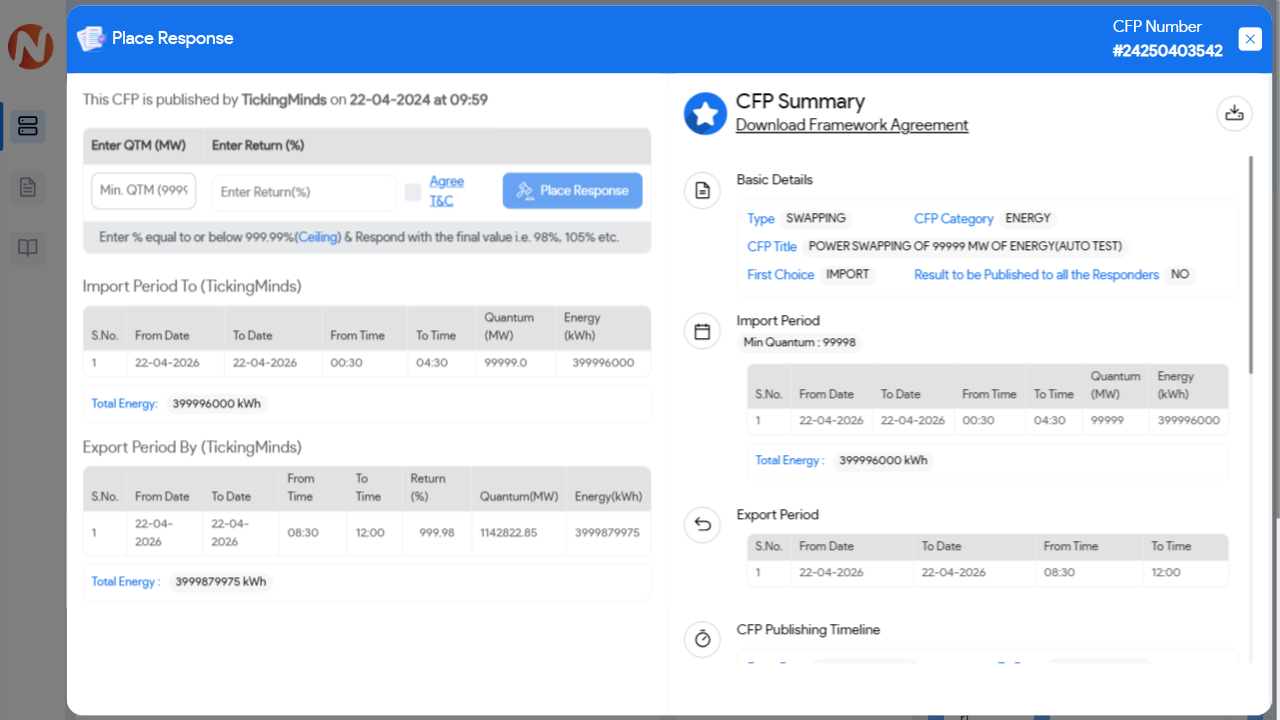 Place Response
CFP Number
#24250403542
This CFP is published by TickingMinds on 22-04-2024 at 09:59
Enter QTM (MW) Enter Return (%)
Min. QTM (9999
Enter Return(%)
Agree
T&C
Place Response
Enter % equal to or below 999.99%(Ceiling) & Respond with the final value i.e. 98%, 105% etc.
Import Period To (TickingMinds)
S.No. From Date To Date From Time To Time Quantum (MW) Energy (kWh)
1 22-04-2026 22-04-2026 00:30 04:30 99999.0 399996000
Total Energy: 399996000 kWh
Export Period By (TickingMinds)
S.No. From Date To Date From Time To Time Return (%) Quantum(MW) Energy(kWh)
1 22-04-2026 22-04-2026 08:30 12:00 999.98 1142822.85 3999879975
Total Energy : 3999879975 kWh
CFP Summary
Download Framework Agreement
Basic Details
Type SWAPPING CFP Category ENERGY
CFP Title POWER SWAPPING OF 99999 MW OF ENERGY(AUTO TEST)
First Choice IMPORT Result to be Published to all the Responders NO
Import Period
Min Quantum : 99998
S.No. From Date To Date From Time To Time Quantum (MW) Energy (kWh)
1 22-04-2026 22-04-2026 00:30 04:30 99999 399996000
Total Energy : 399996000 kWh
Export Period
S.No. From Date To Date From Time To Time
1 22-04-2026 22-04-2026 08:30 12:00
CFP Publishing Timeline